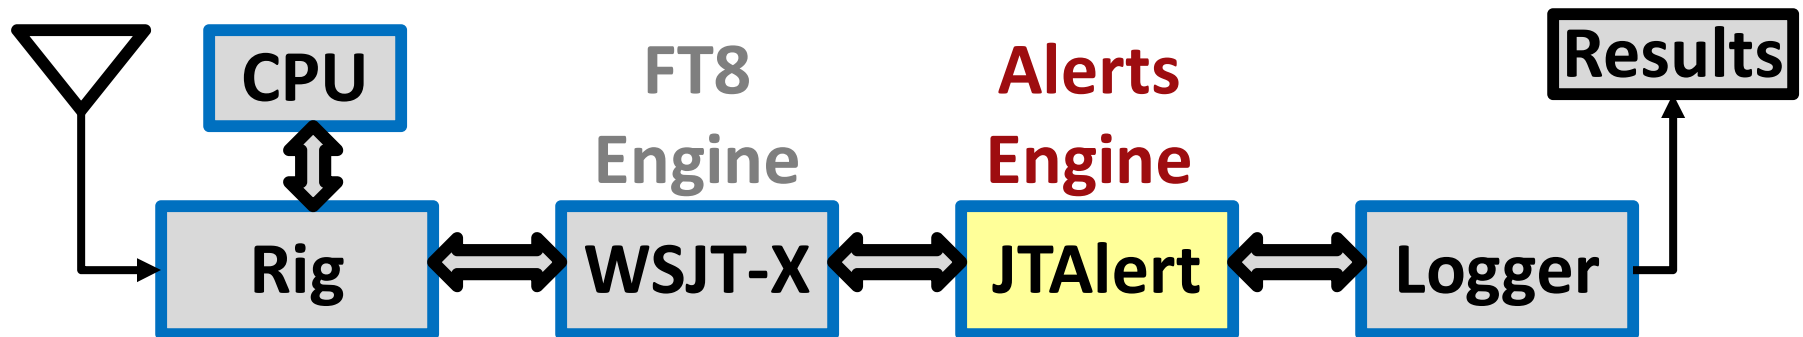 CPU
FT8
Engine
Alerts
Engine
Results
Rig
WSJT-X
JTAlert
Logger